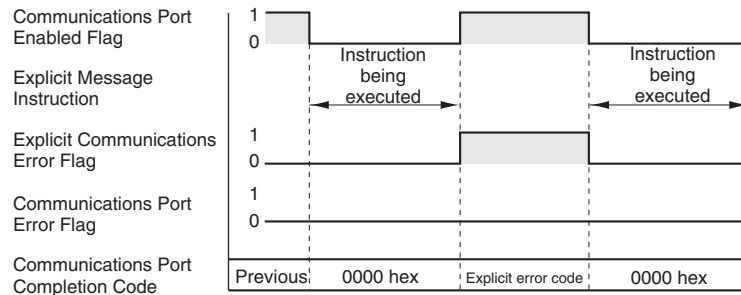 Communications Port
Enabled Flag
1
0
Instruction
being
executed
Instruction
being
executed
Explicit Message
Instruction
Explicit Communications
Error Flag
1
0
Communications Port
Error Flag
1
0
Communications Port
Completion Code
Previous
0000 hex
Explicit error code
0000 hex